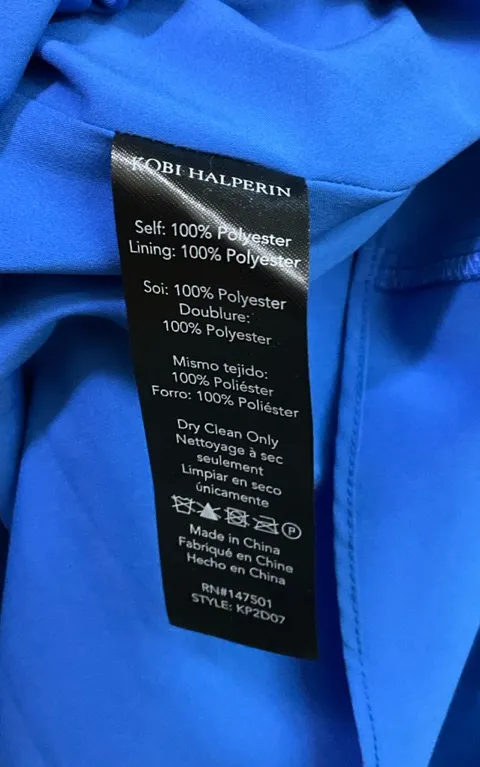 KOBI HALPERIN
Self: 100% Polyester
Lining: 100% Polyester
Soi: 100% Polyester
Doublure:
100% Polyester
Mismo tejido:
100% Poliéster
Forro: 100% Poliéster
Dry Clean Only
Nettoyage à sec
seulement
Limpiar en seco
únicamente
P
Made in China
Fabriqué en Chine
Hecho en China
RN#147501
STYLE: KP2D07